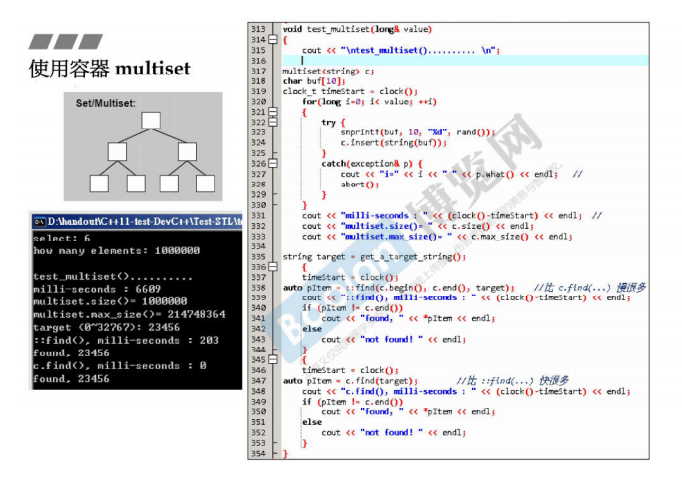 使用容器 multiset
Set/Multiset:
D:\handout\C++11-test-DevC++\Test-STL\te
select: 6
how many elements: 1000000
test_multiset()..........
milli-seconds : 6609
multiset.size()= 1000000
multiset.max_size()= 214748364
target (0~32767): 23456
::find(), milli-seconds : 203
found, 23456
c.find(), milli-seconds : 0
found, 23456
313 void test_multiset(long& value)
314 {
315 cout << "\ntest_multiset().......... \n";
316
317 multiset<string> c;
318 char buf[10];
319 clock_t timeStart = clock();
320 for(long i=0; i< value; ++i)
321 {
322 try {
323 snprintf(buf, 10, "%d", rand());
324 c.insert(string(buf));
325 }
326 catch(exception& p) {
327 cout << "i=" << i << " " << p.what() << endl; //
328 abort();
329 }
330 }
331 cout << "milli-seconds : " << (clock()-timeStart) << endl; //
332 cout << "multiset.size()= " << c.size() << endl;
333 cout << "multiset.max_size()= " << c.max_size() << endl;
334
335 string target = get_a_target_string();
336 {
337 timeStart = clock();
338 auto pItem = ::find(c.begin(), c.end(), target); //比 c.find(...) 慢很多
339 cout << "::find(), milli-seconds : " << (clock()-timeStart) << endl;
340 if (pItem != c.end())
341 cout << "found, " << *pItem << endl;
342 else
343 cout << "not found! " << endl;
344 }
345 {
346 timeStart = clock();
347 auto pItem = c.find(target); //比 ::find(...) 快很多
348 cout << "c.find(), milli-seconds : " << (clock()-timeStart) << endl;
349 if (pItem != c.end())
350 cout << "found, " << *pItem << endl;
351 else
352 cout << "not found! " << endl;
353 }
354 }
博览网